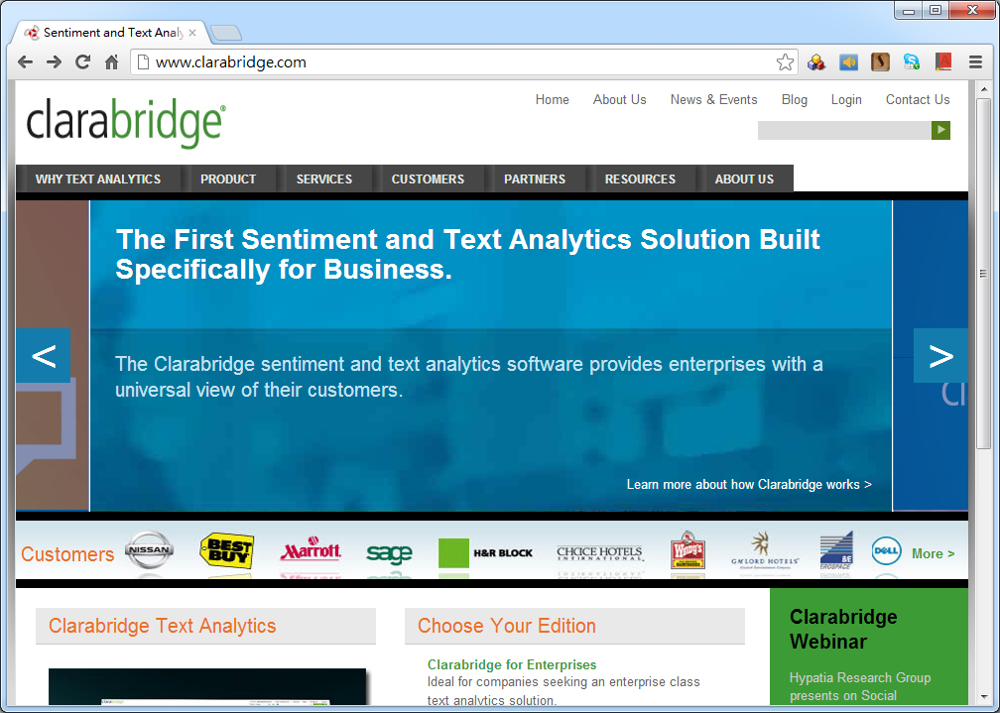 Sentiment and Text Analy
www.clarabridge.com
clarabridge®
Home About Us News & Events Blog Login Contact Us
WHY TEXT ANALYTICS PRODUCT SERVICES CUSTOMERS PARTNERS RESOURCES ABOUT US
The First Sentiment and Text Analytics Solution Built
Specifically for Business.
< >
The Clarabridge sentiment and text analytics software provides enterprises with a
universal view of their customers.
Learn more about how Clarabridge works >
Customers NISSAN BEST BUY Marriott sage H&R BLOCK CHOICE HOTELS INTERNATIONAL Wendy's GAYLORD HOTELS DELL More >
Clarabridge Text Analytics
Choose Your Edition
Clarabridge for Enterprises
Ideal for companies seeking an enterprise class
text analytics solution.
Clarabridge
Webinar
Hypatia Research Group
presents on Social